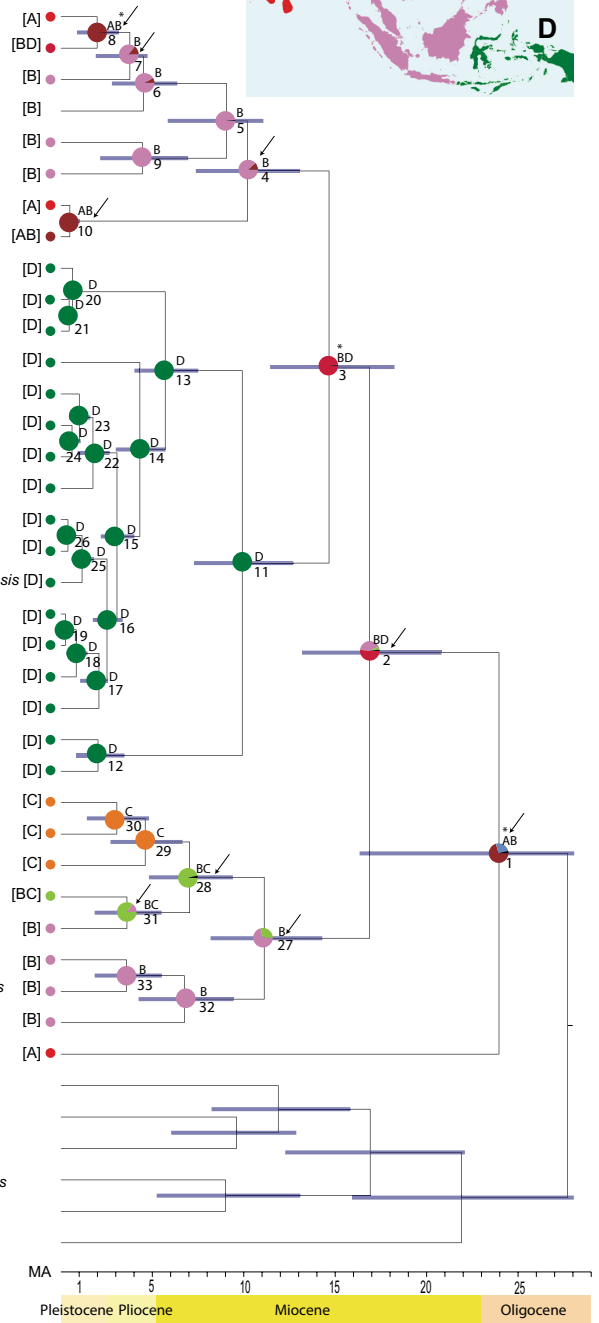 D
[A]
AB
*
8
[BD]
B
7
[B]
B
6
[B]
B
5
[B]
B
9
[B]
B
4
[A]
AB
10
[AB]
[D]
D
20
[D]
D
21
[D]
*
BD
3
[D]
D
13
[D]
D
23
[D]
D
24
D
22
D
14
[D]
[D]
[D]
D
26
D
15
[D]
D
25
D
11
sis [D]
[D]
D
19
D
16
[D]
D
18
BD
2
[D]
D
17
[D]
[D]
D
12
[D]
[C]
C
30
[C]
C
29
*
AB
1
[C]
BC
28
[BC]
BC
31
[B]
B
27
[B]
B
33
s [B]
B
32
[B]
[A]
s
MA 1 5 10 15 20 25
Pleistocene Pliocene Miocene Oligocene